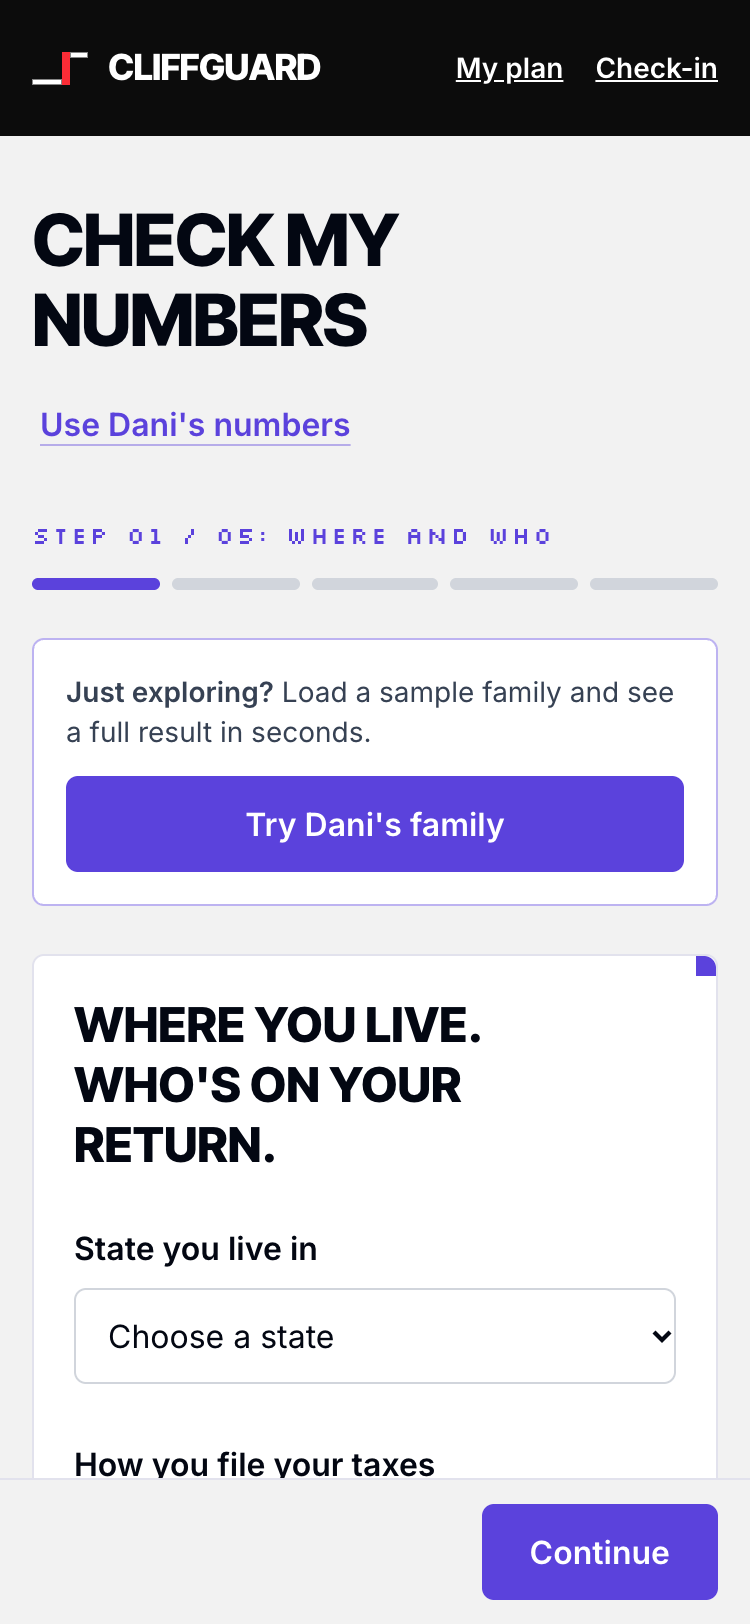 CLIFFGUARD My plan Check-in
CHECK MY
NUMBERS
Use Dani's numbers
STEP 01 / 05: WHERE AND WHO
Just exploring? Load a sample family and see
a full result in seconds.
Try Dani's family
WHERE YOU LIVE.
WHO'S ON YOUR
RETURN.
State you live in
Choose a state
How you file your taxes
Continue